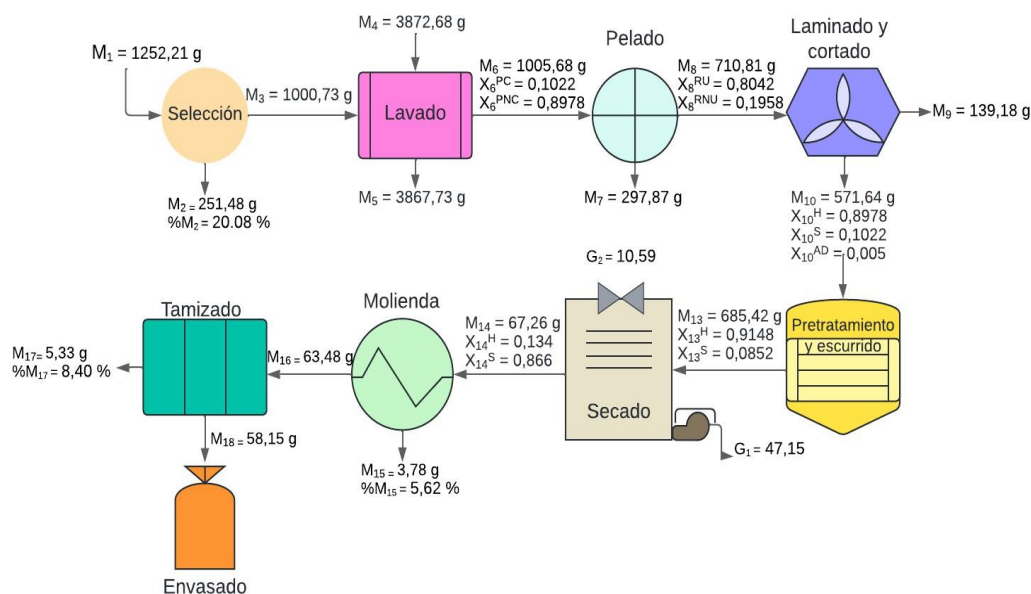 M₁ = 1252,21 g
Selección
M₂ = 251,48 g
%M₂ = 20.08 %
M₃ = 1000,73 g
M₄ = 3872,68 g
Lavado
M₅ = 3867,73 g
M₆ = 1005,68 g
X₆ᴾᶜ = 0,1022
X₆ᴾᴺᶜ = 0,8978
Pelado
M₇ = 297,87 g
M₈ = 710,81 g
X₈ᴿᵁ = 0,8042
X₈ᴿᴺᵁ = 0,1958
Laminado y
cortado
M₉ = 139,18 g
M₁₀ = 571,64 g
X₁₀ᴴ = 0,8978
X₁₀ˢ = 0,1022
X₁₀ᴬᴰ = 0,005
Pretratamiento
y escurrido
M₁₃ = 685,42 g
X₁₃ᴴ = 0,9148
X₁₃ˢ = 0,0852
G₂ = 10,59
Secado
G₁ = 47,15
M₁₄ = 67,26 g
X₁₄ᴴ = 0,134
X₁₄ˢ = 0,866
Molienda
M₁₅ = 3,78 g
%M₁₅ = 5,62 %
M₁₆ = 63,48 g
Tamizado
M₁₇= 5,33 g
%M₁₇ = 8,40 %
M₁₈ = 58,15 g
Envasado